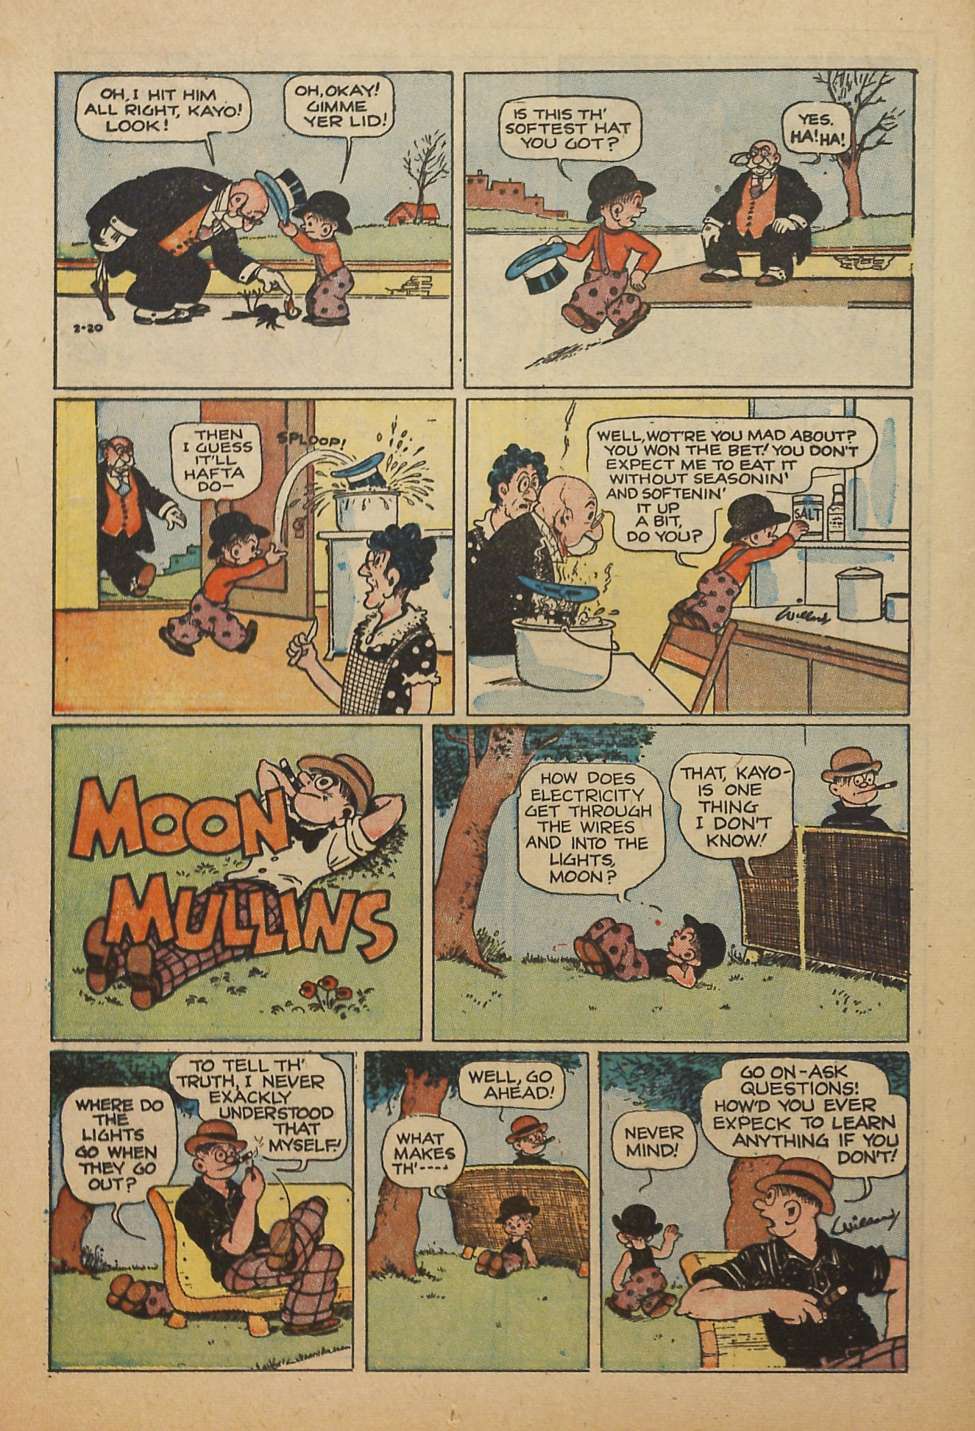 OH, I HIT HIM
ALL RIGHT, KAYO!
LOOK!
OH, OKAY!
GIMME
YER LID!
2-20
IS THIS TH'
SOFTEST HAT
YOU GOT?
YES.
HA! HA!
THEN
I GUESS
IT'LL
HAFTA
DO—
SPLOOP!
WELL, WOT'RE YOU MAD ABOUT?
YOU WON THE BET! YOU DON'T
EXPECT ME TO EAT IT
WITHOUT SEASONIN'
AND SOFTENIN'
IT UP
A BIT,
DO YOU?
SALT
Willard
MOON
MULLINS
HOW DOES
ELECTRICITY
GET THROUGH
THE WIRES
AND INTO THE
LIGHTS,
MOON?
THAT, KAYO-
IS ONE
THING
I DON'T
KNOW!
WHERE DO
THE
LIGHTS
GO WHEN
THEY GO
OUT?
TO TELL TH'
TRUTH, I NEVER
EXACKLY
UNDERSTOOD
THAT
MYSELF!
WHAT
MAKES
TH'----
WELL, GO
AHEAD!
NEVER
MIND!
GO ON-ASK
QUESTIONS!
HOW'D YOU EVER
EXPECK TO LEARN
ANYTHING IF YOU
DON'T!
Willard